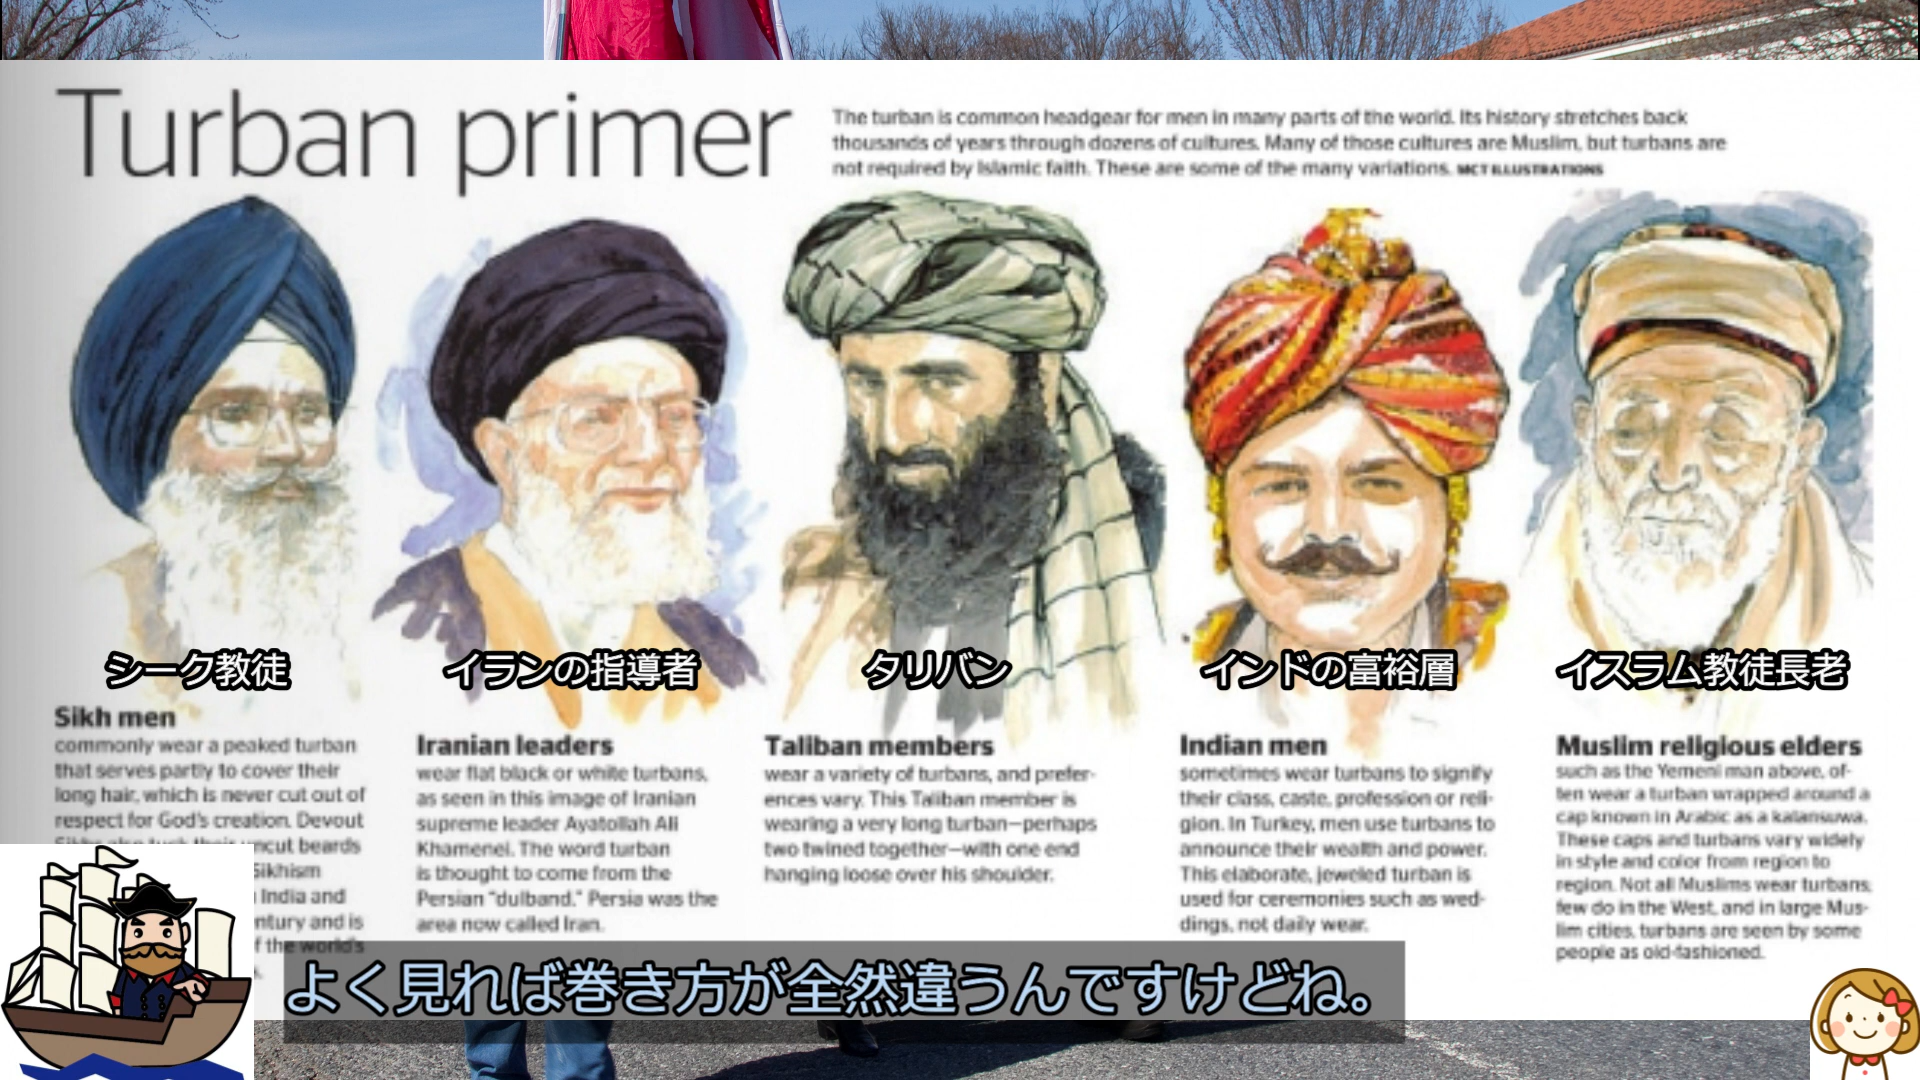 Turban primer
The turban is common headgear for men in many parts of the world. Its history stretches back
thousands of years through dozens of cultures. Many of those cultures are Muslim, but turbans are
not required by Islamic faith. These are some of the many variations. MCT ILLUSTRATIONS
シーク教徒
イランの指導者
タリバン
インドの富裕層
イスラム教徒長老
Sikh men
commonly wear a peaked turban
that serves partly to cover their
long hair, which is never cut out of
respect for God's creation. Devout
Sikhs also tuck their uncut beards
Sikhism
India and
ntury and is
f the world's
Iranian leaders
wear flat black or white turbans,
as seen in this image of Iranian
supreme leader Ayatollah Ali
Khamenei. The word turban
is thought to come from the
Persian "dulband." Persia was the
area now called Iran.
Taliban members
wear a variety of turbans, and prefer-
ences vary. This Taliban member is
wearing a very long turban—perhaps
two twined together—with one end
hanging loose over his shoulder.
Indian men
sometimes wear turbans to signify
their class, caste, profession or reli-
gion. In Turkey, men use turbans to
announce their wealth and power.
This elaborate, jeweled turban is
used for ceremonies such as wed-
dings, not daily wear.
Muslim religious elders
such as the Yemeni man above, of-
ten wear a turban wrapped around a
cap known in Arabic as a kalansuwa.
These caps and turbans vary widely
in style and color from region to
region. Not all Muslims wear turbans;
few do in the West, and in large Mus-
lim cities, turbans are seen by some
people as old-fashioned.
よく見れば巻き方が全然違うんですけどね。